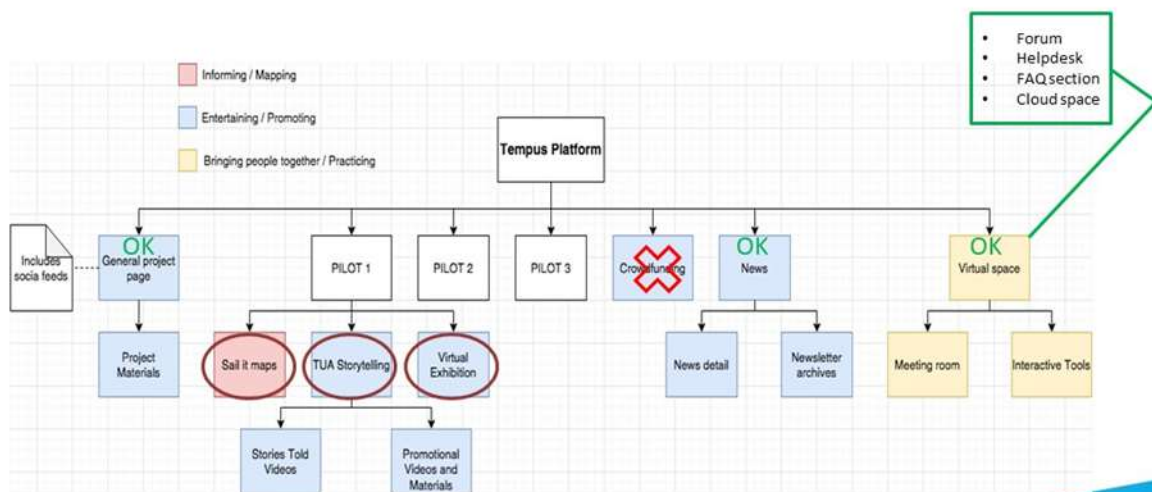 • Forum
• Helpdesk
• FAQ section
• Cloud space
Informing / Mapping
Entertaining / Promoting
Bringing people together / Practicing
Tempus Platform
Includes
socia feeds
OK
General project
page
PILOT 1
PILOT 2
PILOT 3
Crowdfunding
OK
News
OK
Virtual space
Project
Materials
Sail it maps
TUA Storytelling
Virtual
Exhibition
News detail
Newsletter
archives
Meeting room
Interactive Tools
Stories Told
Videos
Promotional
Videos and
Materials